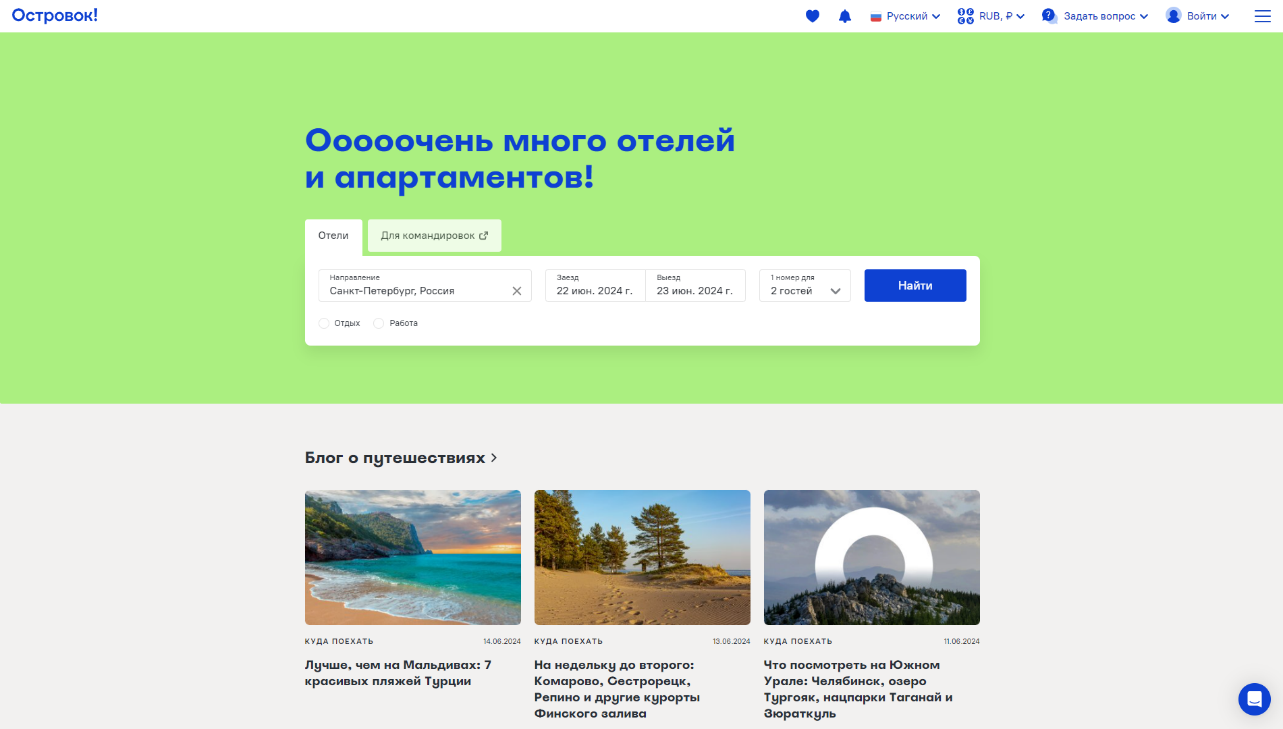 Островок!
Русский
RUB, ₽
Задать вопрос
Войти
Ооооочень много отелей
и апартаментов!
Отели
Для командировок
Направление
Санкт-Петербург, Россия
Заезд
22 июн. 2024 г.
Выезд
23 июн. 2024 г.
1 номер для
2 гостей
Найти
Отдых
Работа
Блог о путешествиях
КУДА ПОЕХАТЬ
14.06.2024
Лучше, чем на Мальдивах: 7
красивых пляжей Турции
КУДА ПОЕХАТЬ
13.06.2024
На недельку до второго:
Комарово, Сестрорецк,
Репино и другие курорты
Финского залива
КУДА ПОЕХАТЬ
11.06.2024
Что посмотреть на Южном
Урале: Челябинск, озеро
Тургояк, нацпарки Таганай и
Зюраткуль